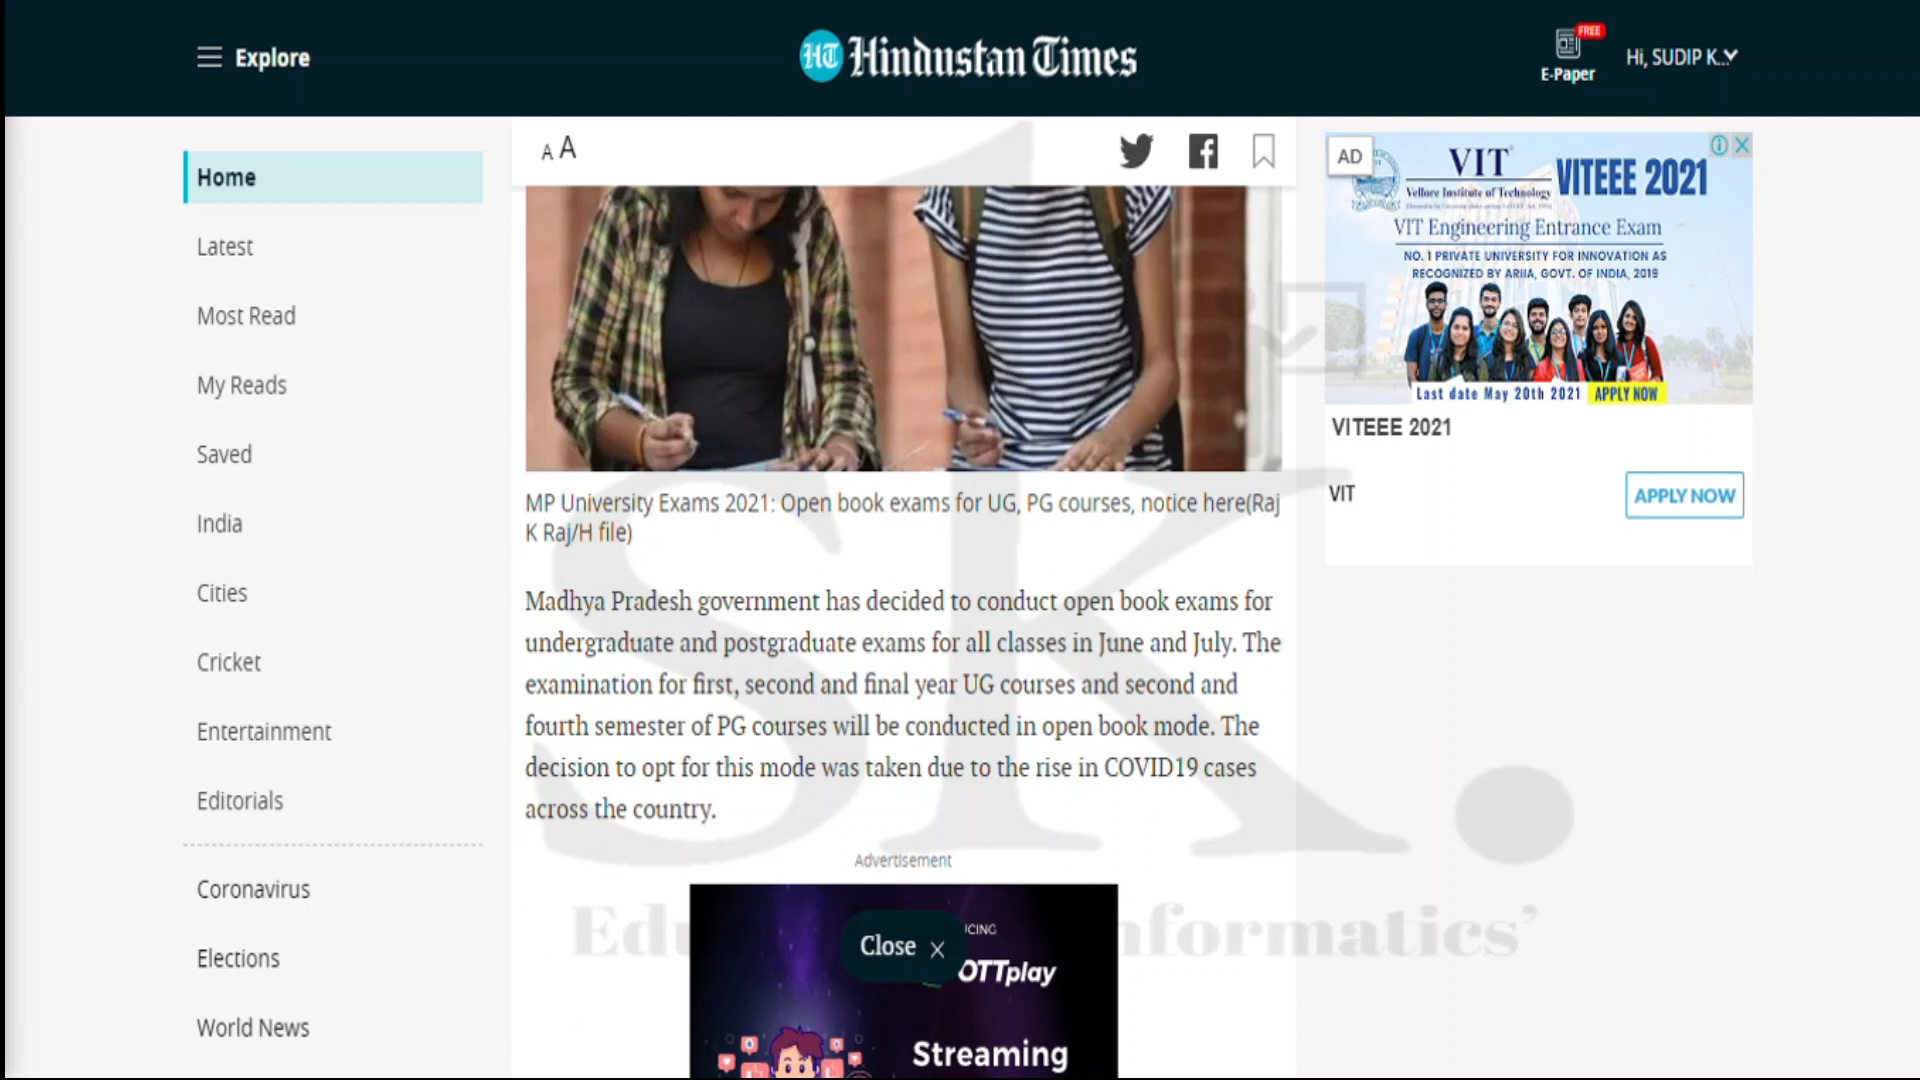 Explore
HT Hindustan Times
FREE
E-Paper
Hi, SUDIP K...
Home
Latest
Most Read
My Reads
Saved
India
Cities
Cricket
Entertainment
Editorials
Coronavirus
Elections
World News
A A
MP University Exams 2021: Open book exams for UG, PG courses, notice here(Raj
K Raj/H file)
Madhya Pradesh government has decided to conduct open book exams for
undergraduate and postgraduate exams for all classes in June and July. The
examination for first, second and final year UG courses and second and
fourth semester of PG courses will be conducted in open book mode. The
decision to opt for this mode was taken due to the rise in COVID19 cases
across the country.
Advertisement
Close
OTTplay
Streaming
AD
VIT
Vellore Institute of Technology
VITEEE 2021
VIT Engineering Entrance Exam
NO. 1 PRIVATE UNIVERSITY FOR INNOVATION AS
RECOGNIZED BY ARIIA, GOVT. OF INDIA, 2019
Last date May 20th 2021 APPLY NOW
VITEEE 2021
VIT
APPLY NOW
SK.